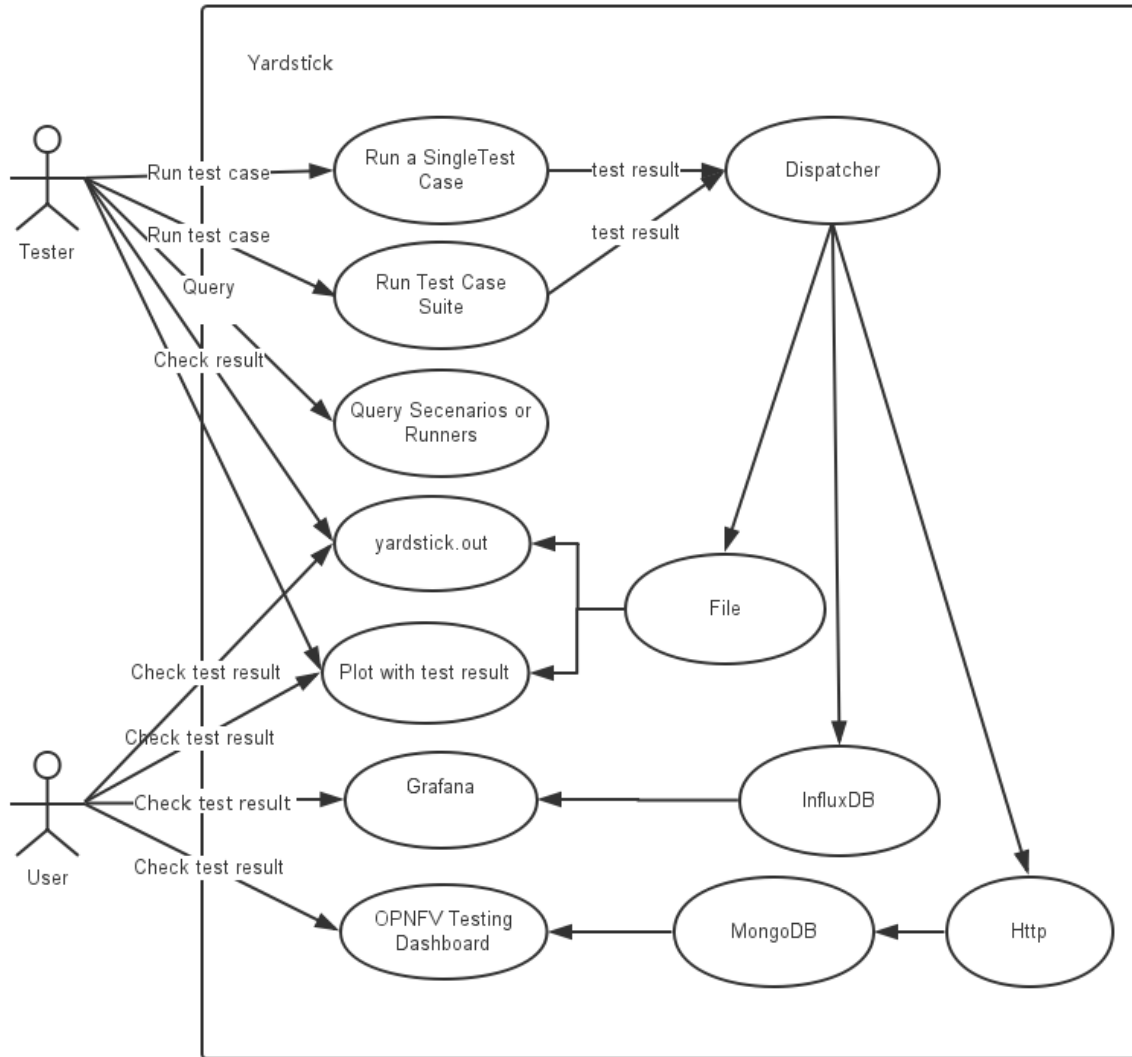 Yardstick
Run test case
Run a SingleTest
Case
test result
Dispatcher
Tester
Run test case
test result
Query
Run Test Case
Suite
Check result
Query Secenarios or
Runners
yardstick.out
File
Check test result
Plot with test result
Check test result
Check test result
Grafana
InfluxDB
User
Check test result
OPNFV Testing
Dashboard
MongoDB
Http